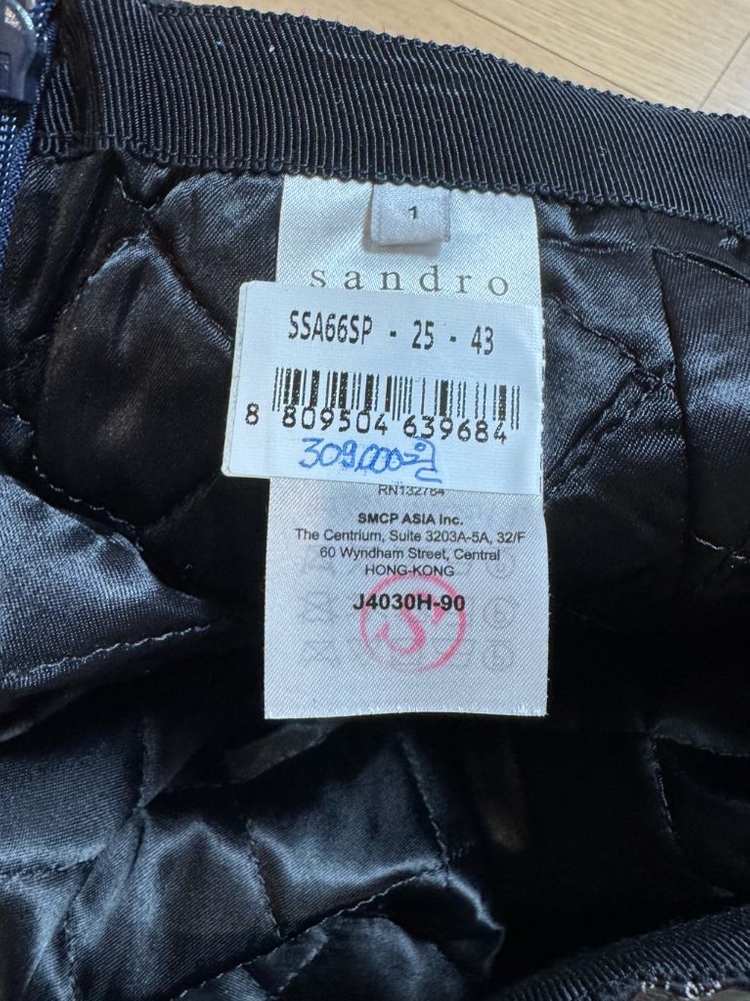 1
sandro
SSA66SP - 25 - 43
8 809504 639684
309,000원
RN132784
SMCP ASIA Inc.
The Centrium, Suite 3203A-5A, 32/F
60 Wyndham Street, Central
HONG-KONG
J4030H-90